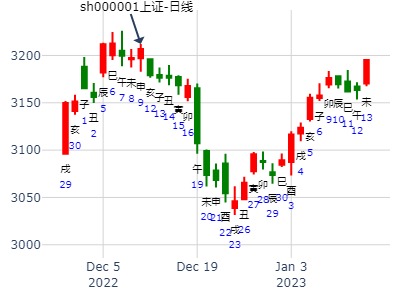 sh000001上证-日线
3200
3150
3100
3050
3000
戌
29
亥
30
子
1
丑
2
辰
5
巳
6
午
7
未
8
申
9
亥
12
子
13
丑
14
寅
15
卯
16
午
19
未
20
申
21
酉
22
戌
23
丑
26
寅
27
卯
28
辰
29
巳
30
酉
3
戌
4
亥
5
子
6
卯
9
辰
10
巳
11
午
12
未
13
Dec 5
2022
Dec 19
Jan 3
2023